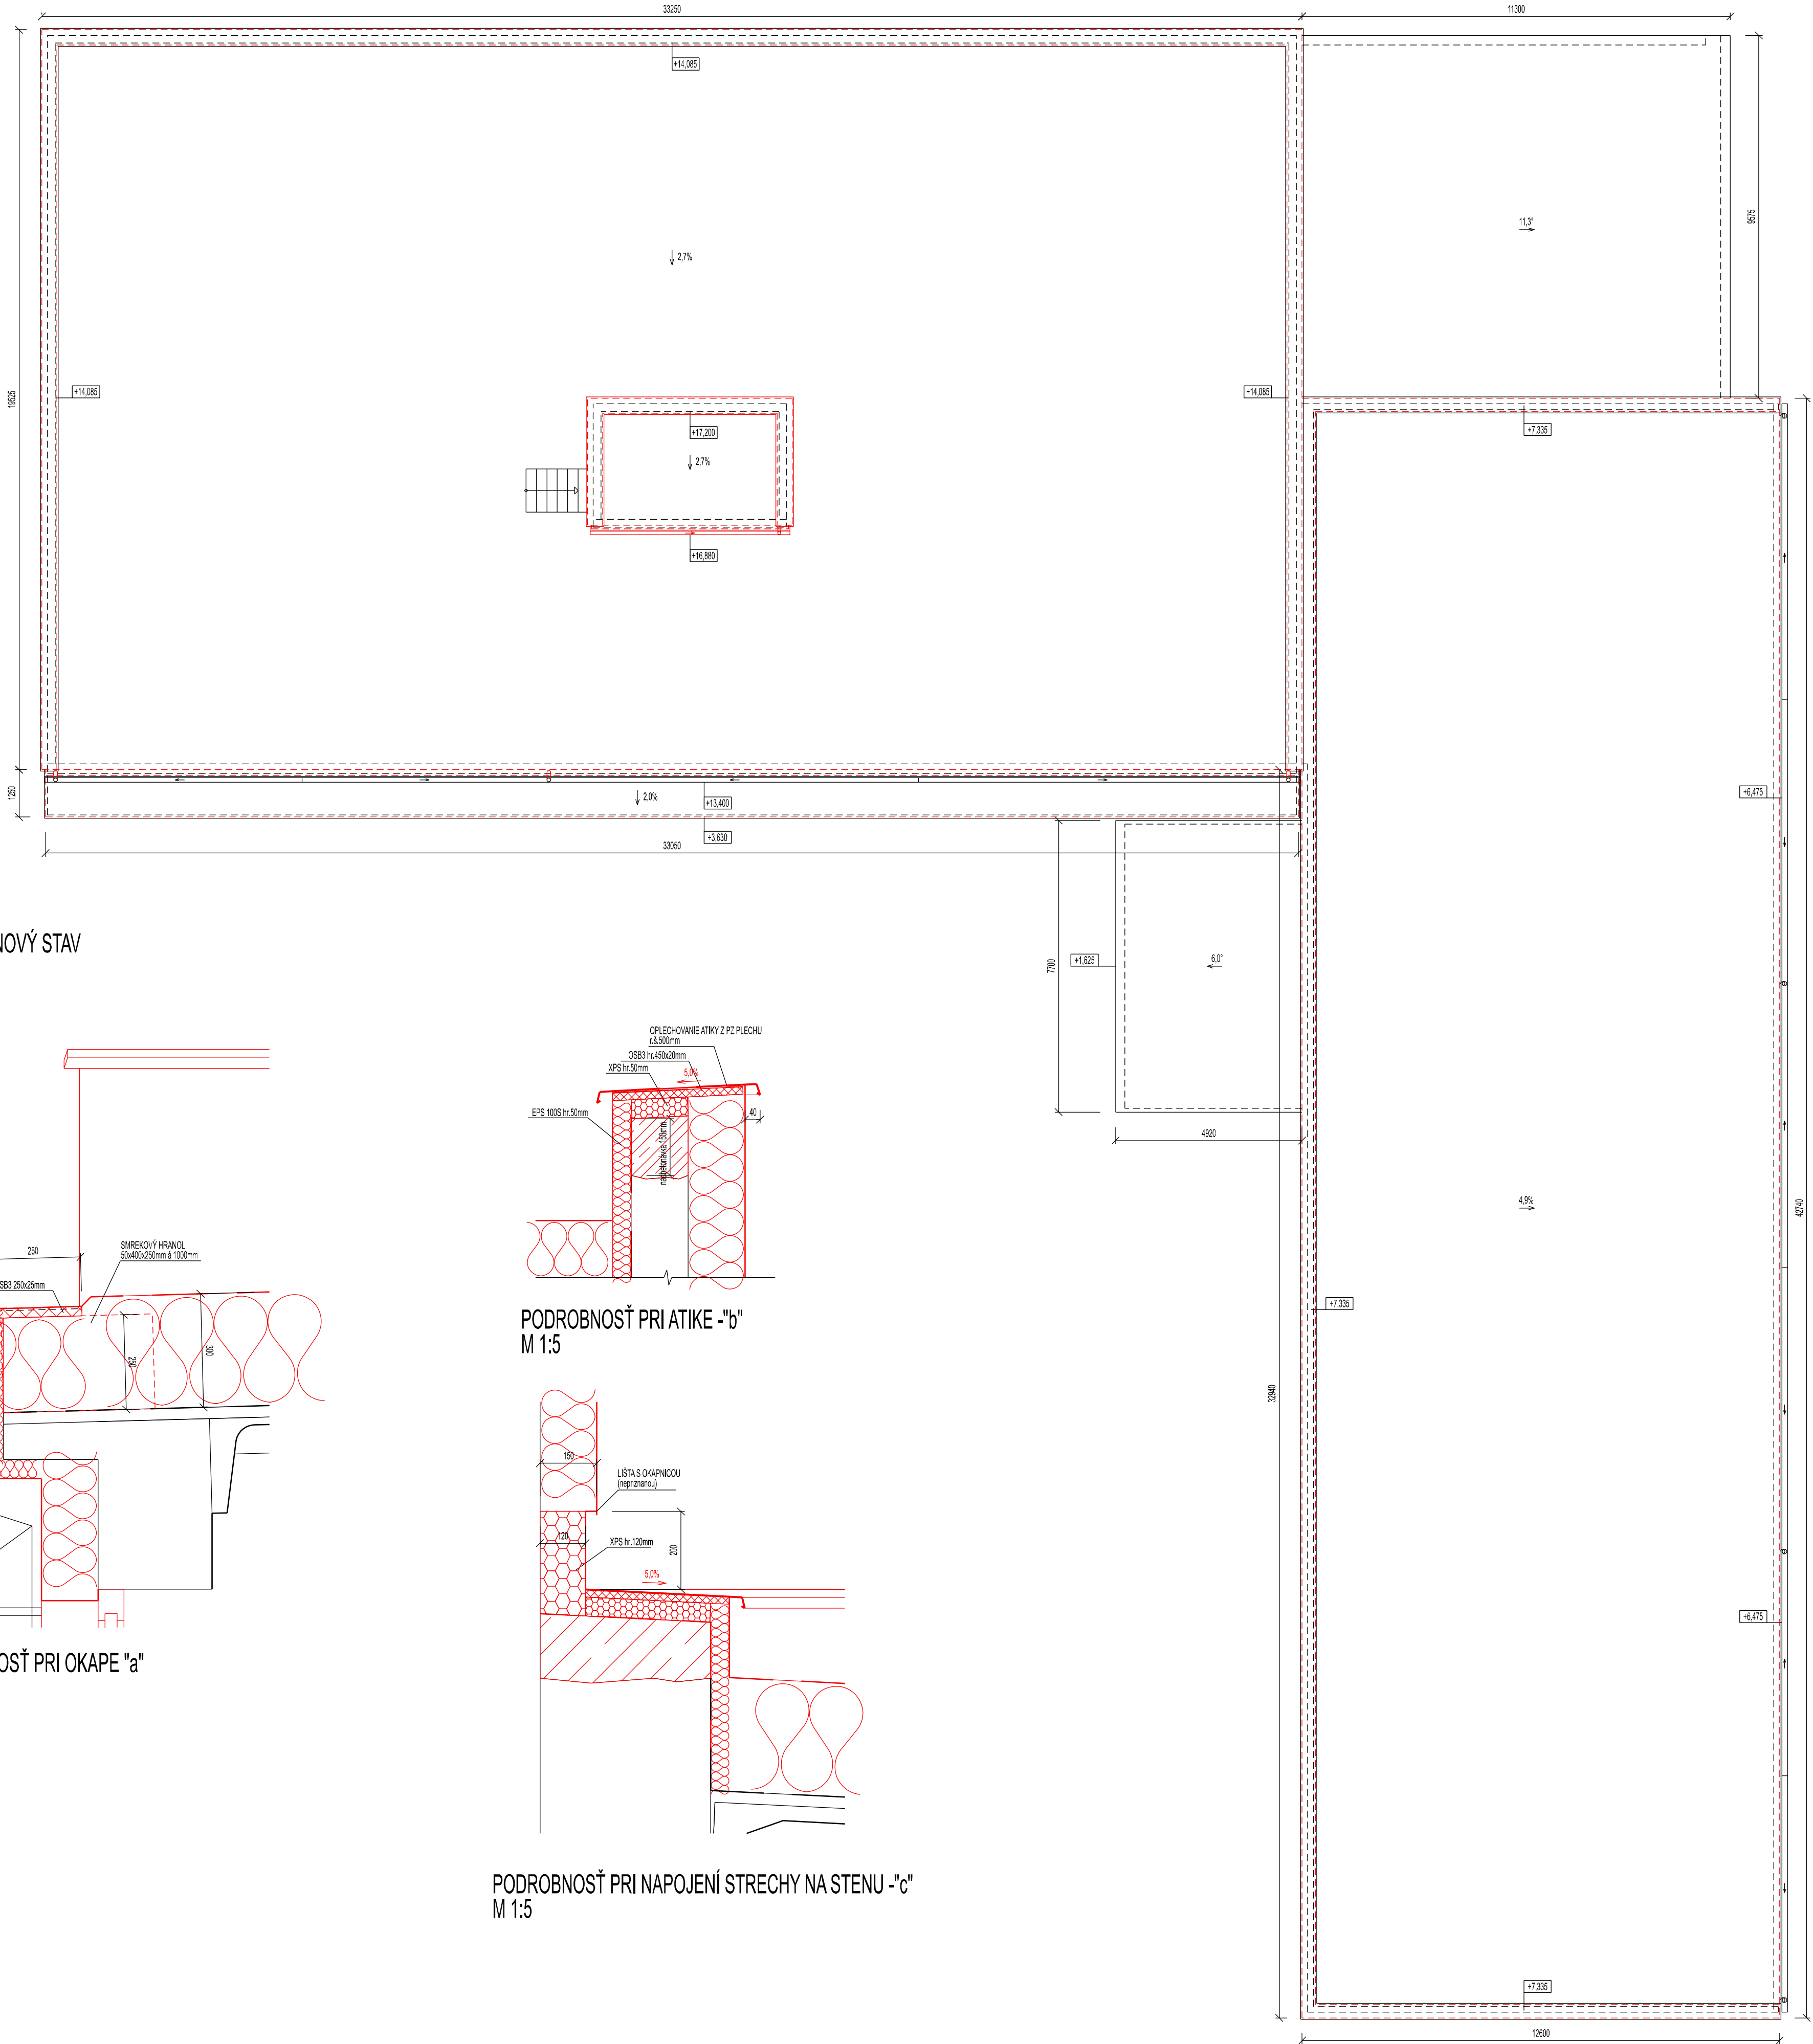 33250
11300
+14,085
9575
11,3°
2,7%
19525
+14,085
+14,085
+17,200
2,7%
+7,335
+16,880
1250
2,0%
+13,400
+6,475
+3,630
33050
NOVÝ STAV
7700
+1,625
6,0°
4920
4,9%
42740
+7,335
32940
+6,475
+7,335
12600
OPLECHOVANIE ATIKY Z PZ PLECHU
r.š.500mm
OSB3 hr.450x20mm
XPS hr.50mm
5,0%
EPS 100S hr.50mm
40
nadbetonávka 150mm
PODROBNOSŤ PRI ATIKE -"b"
M 1:5
250
SMREKOVÝ HRANOL
50x400x250mm á 1000mm
SB3 250x25mm
250
300
OSŤ PRI OKAPE "a"
150
LIŠTA S OKAPNICOU
(nepriznanou)
120
XPS hr.120mm
200
5,0%
PODROBNOSŤ PRI NAPOJENÍ STRECHY NA STENU -"c"
M 1:5